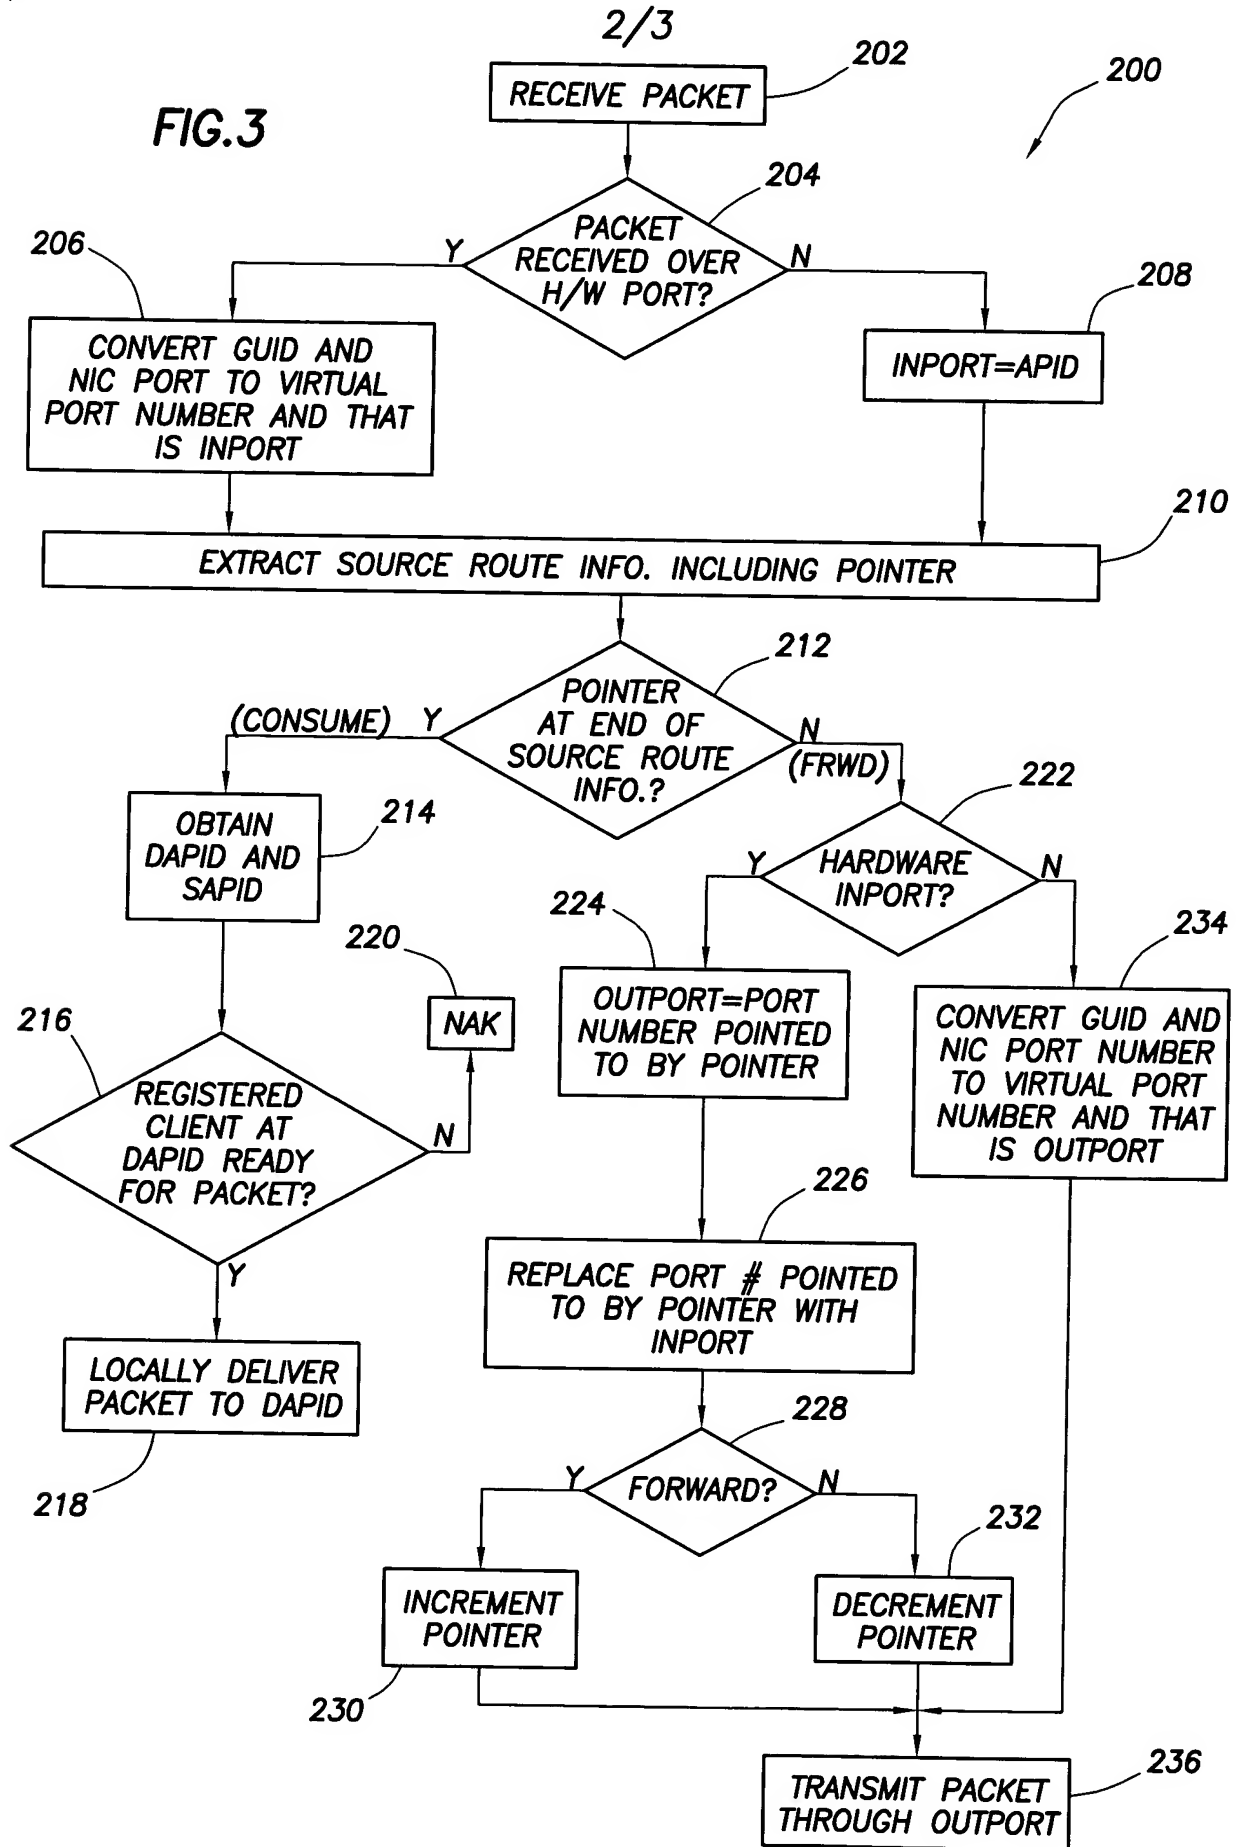 2/3
RECEIVE PACKET
202
200
FIG.3
204
PACKET
RECEIVED OVER
H/W PORT?
Y
N
206
208
CONVERT GUID AND
NIC PORT TO VIRTUAL
PORT NUMBER AND THAT
IS INPORT
INPORT=APID
210
EXTRACT SOURCE ROUTE INFO. INCLUDING POINTER
212
POINTER
AT END OF
SOURCE ROUTE
INFO.?
(CONSUME) Y
N
(FRWD)
214
OBTAIN
DAPID AND
SAPID
222
HARDWARE
INPORT?
Y
N
220
NAK
224
OUTPORT=PORT
NUMBER POINTED
TO BY POINTER
234
CONVERT GUID AND
NIC PORT NUMBER
TO VIRTUAL PORT
NUMBER AND THAT
IS OUTPORT
216
REGISTERED
CLIENT AT
DAPID READY
FOR PACKET?
N
Y
226
REPLACE PORT # POINTED
TO BY POINTER WITH
INPORT
LOCALLY DELIVER
PACKET TO DAPID
218
228
FORWARD?
Y
N
INCREMENT
POINTER
230
232
DECREMENT
POINTER
TRANSMIT PACKET
THROUGH OUTPORT
236